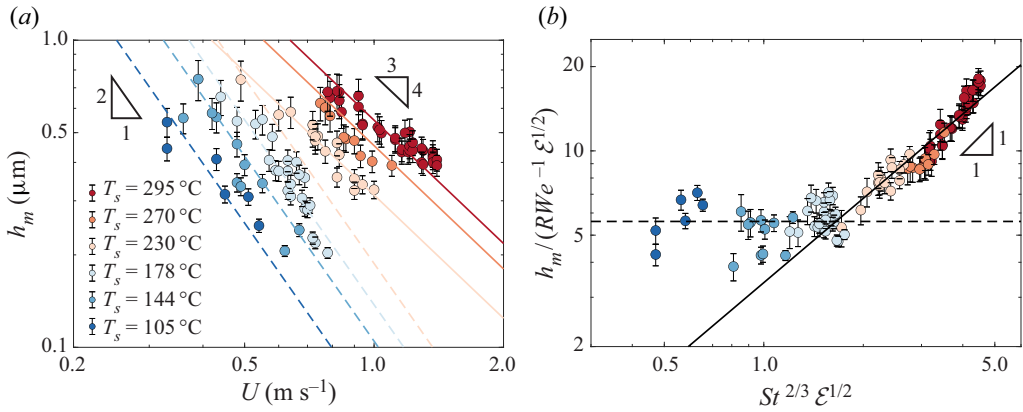 (a)
(b)
1.0
0.5
0.1
h_m (μm)
2
1
3
4
T_s = 295 °C
T_s = 270 °C
T_s = 230 °C
T_s = 178 °C
T_s = 144 °C
T_s = 105 °C
0.2
0.5
1.0
2.0
U (m s⁻¹)
20
10
5
2
h_m / (RWe⁻¹ ℰ^{1/2})
1
1
1.0
5.0
St^{2/3} ℰ^{1/2}